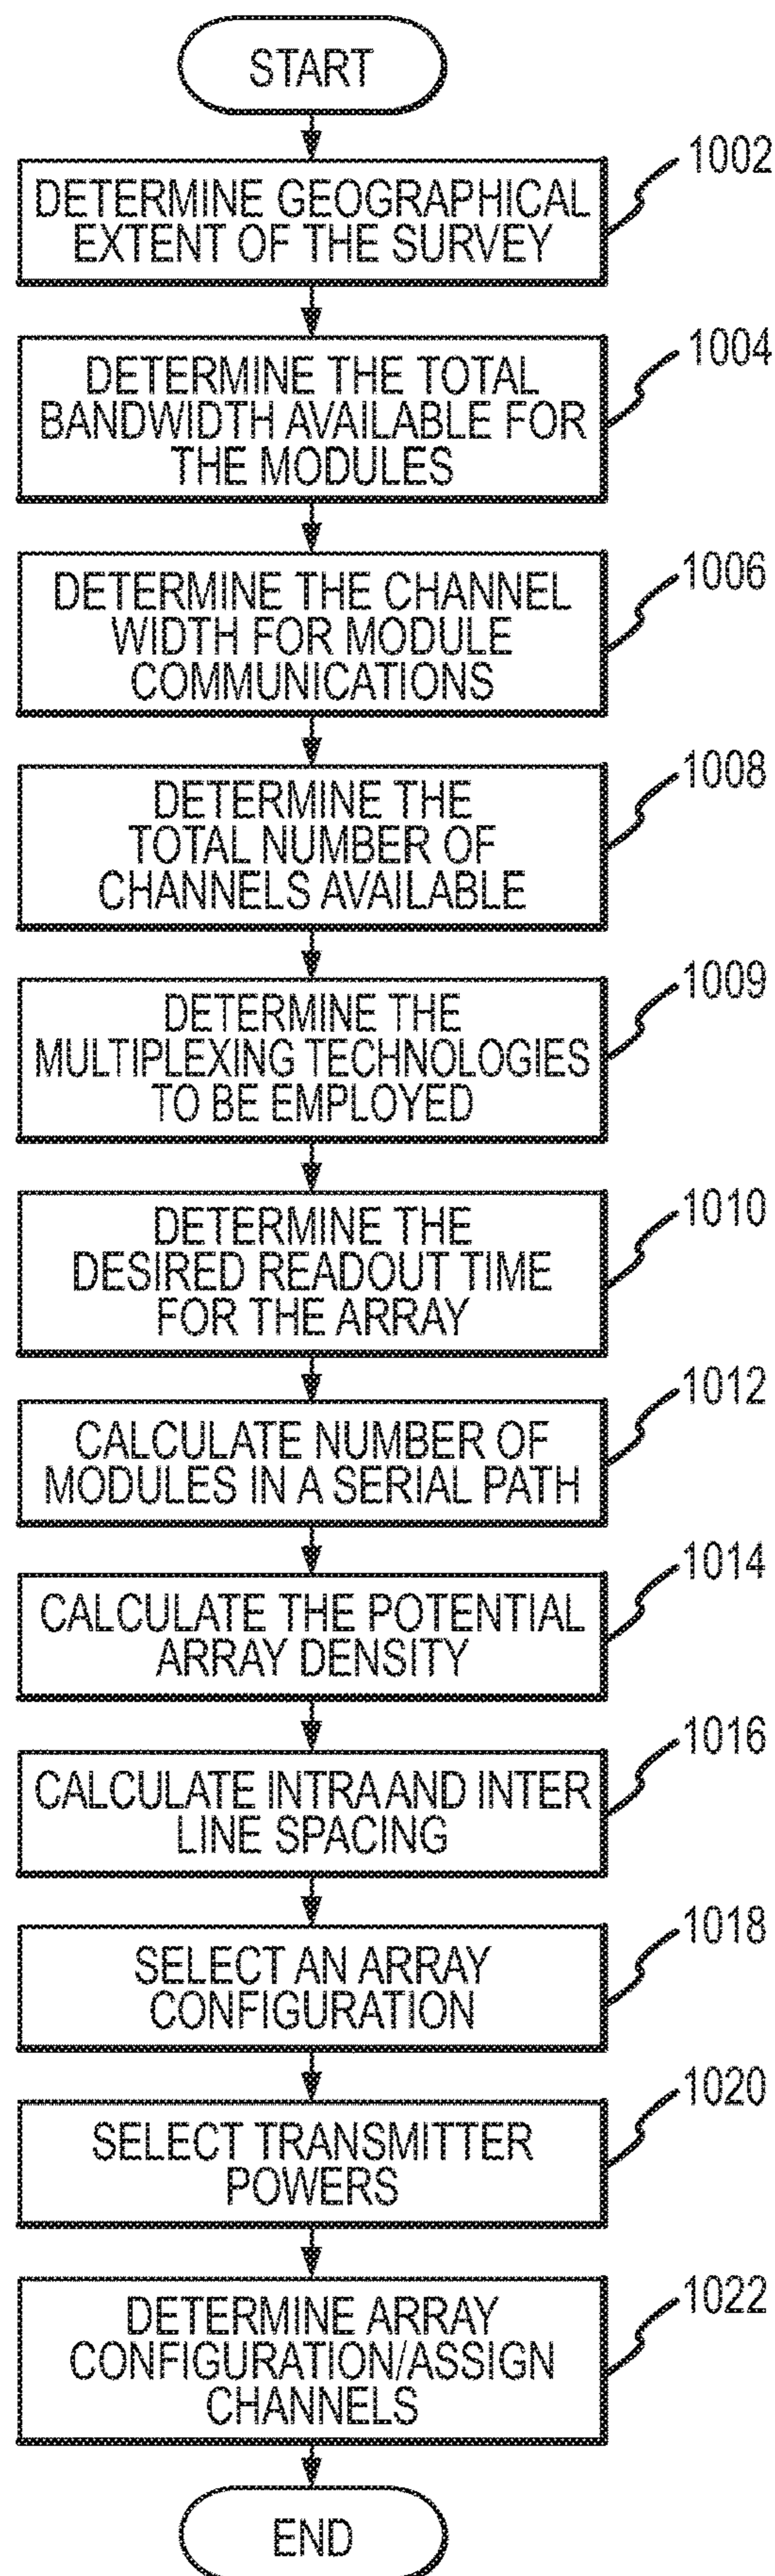 START
1002
DETERMINE GEOGRAPHICAL
EXTENT OF THE SURVEY
1004
DETERMINE THE TOTAL
BANDWIDTH AVAILABLE FOR
THE MODULES
1006
DETERMINE THE CHANNEL
WIDTH FOR MODULE
COMMUNICATIONS
1008
DETERMINE THE
TOTAL NUMBER OF
CHANNELS AVAILABLE
1009
DETERMINE THE
MULTIPLEXING TECHNOLOGIES
TO BE EMPLOYED
1010
DETERMINE THE
DESIRED READOUT TIME
FOR THE ARRAY
1012
CALCULATE NUMBER OF
MODULES IN A SERIAL PATH
1014
CALCULATE THE POTENTIAL
ARRAY DENSITY
1016
CALCULATE INTRA AND INTER
LINE SPACING
1018
SELECT AN ARRAY
CONFIGURATION
1020
SELECT TRANSMITTER
POWERS
1022
DETERMINE ARRAY
CONFIGURATION/ASSIGN
CHANNELS
END